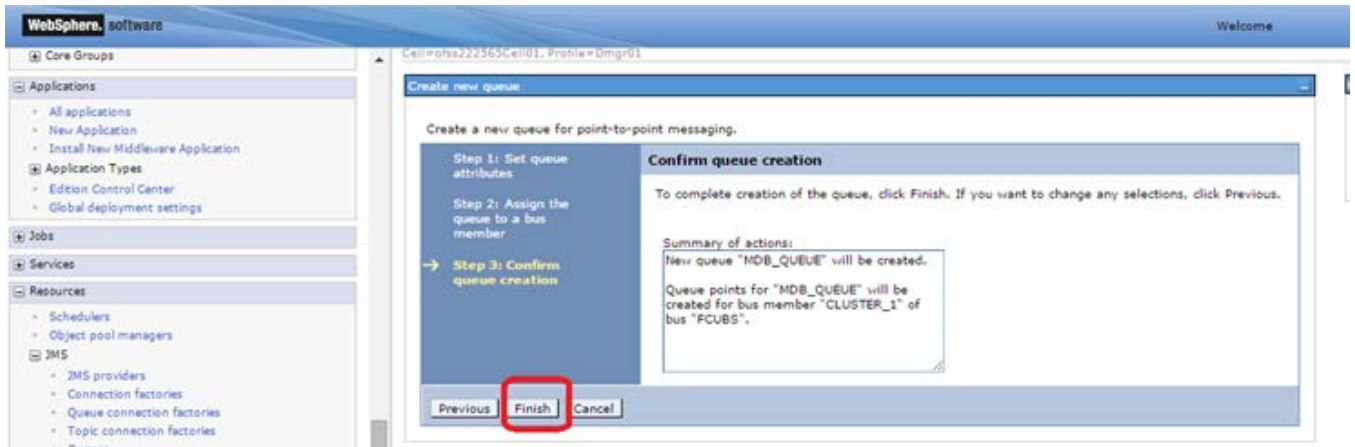 WebSphere. software
Welcome
Core Groups
Cell=ofss222565Cell01, Profile=Dmgr01
Applications
All applications
New Application
Install New Middleware Application
Application Types
Edition Control Center
Global deployment settings
Jobs
Services
Resources
Schedulers
Object pool managers
JMS
JMS providers
Connection factories
Queue connection factories
Topic connection factories
Create new queue
Create a new queue for point-to-point messaging.
Step 1: Set queue
attributes
Step 2: Assign the
queue to a bus
member
Step 3: Confirm
queue creation
Confirm queue creation
To complete creation of the queue, click Finish. If you want to change any selections, click Previous.
Summary of actions:
New queue "MDB_QUEUE" will be created.
Queue points for "MDB_QUEUE" will be
created for bus member "CLUSTER_1" of
bus "FCUBS".
Previous
Finish
Cancel